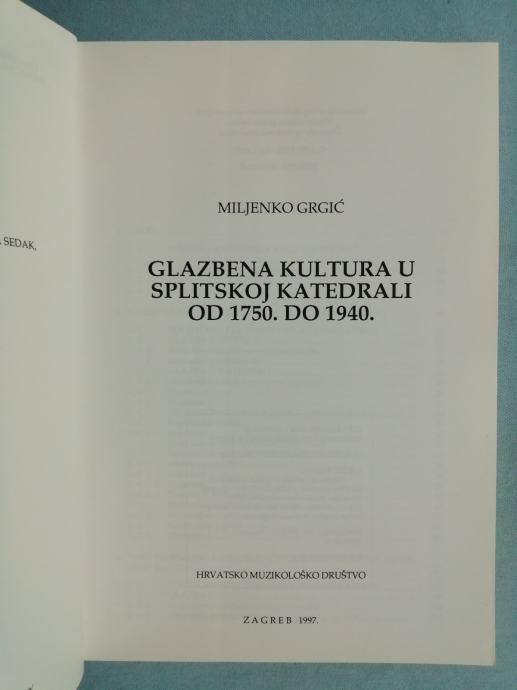 SEDAK,
MILJENKO GRGIĆ
GLAZBENA KULTURA U
SPLITSKOJ KATEDRALI
OD 1750. DO 1940.
HRVATSKO MUZIKOLOŠKO DRUŠTVO
ZAGREB 1997.